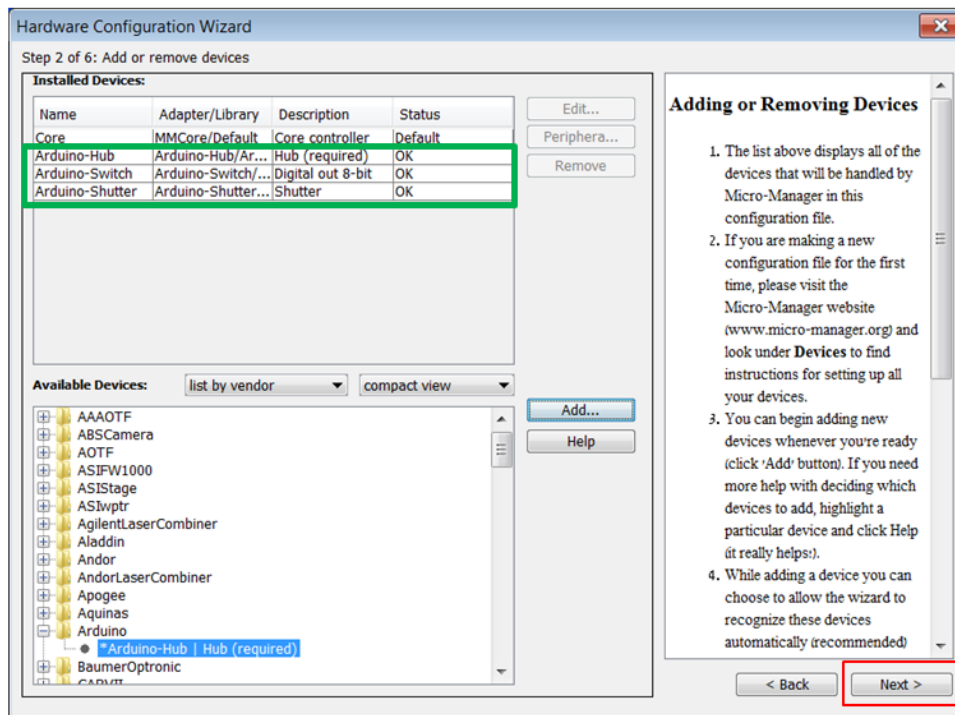 Hardware Configuration Wizard
Step 2 of 6: Add or remove devices
Installed Devices:
Name Adapter/Library Description Status
Core MMCore/Default Core controller Default
Arduino-Hub Arduino-Hub/Ar... Hub (required) OK
Arduino-Switch Arduino-Switch/... Digital out 8-bit OK
Arduino-Shutter Arduino-Shutter... Shutter OK
Edit...
Periphera...
Remove
Available Devices: list by vendor compact view
Add...
Help
AAAOTF
ABSCamera
AOTF
ASIFW1000
ASIStage
ASIwptr
AgilentLaserCombiner
Aladdin
Andor
AndorLaserCombiner
Apogee
Aquinas
Arduino
*Arduino-Hub | Hub (required)
BaumerOptronic
Adding or Removing Devices
1. The list above displays all of the
devices that will be handled by
Micro-Manager in this
configuration file.
2. If you are making a new
configuration file for the first
time, please visit the
Micro-Manager website
(www.micro-manager.org) and
look under Devices to find
instructions for setting up all
your devices.
3. You can begin adding new
devices whenever you're ready
(click 'Add' button). If you need
more help with deciding which
devices to add, highlight a
particular device and click Help
(it really helps!).
4. While adding a device you can
choose to allow the wizard to
recognize these devices
automatically (recommended)
< Back Next >